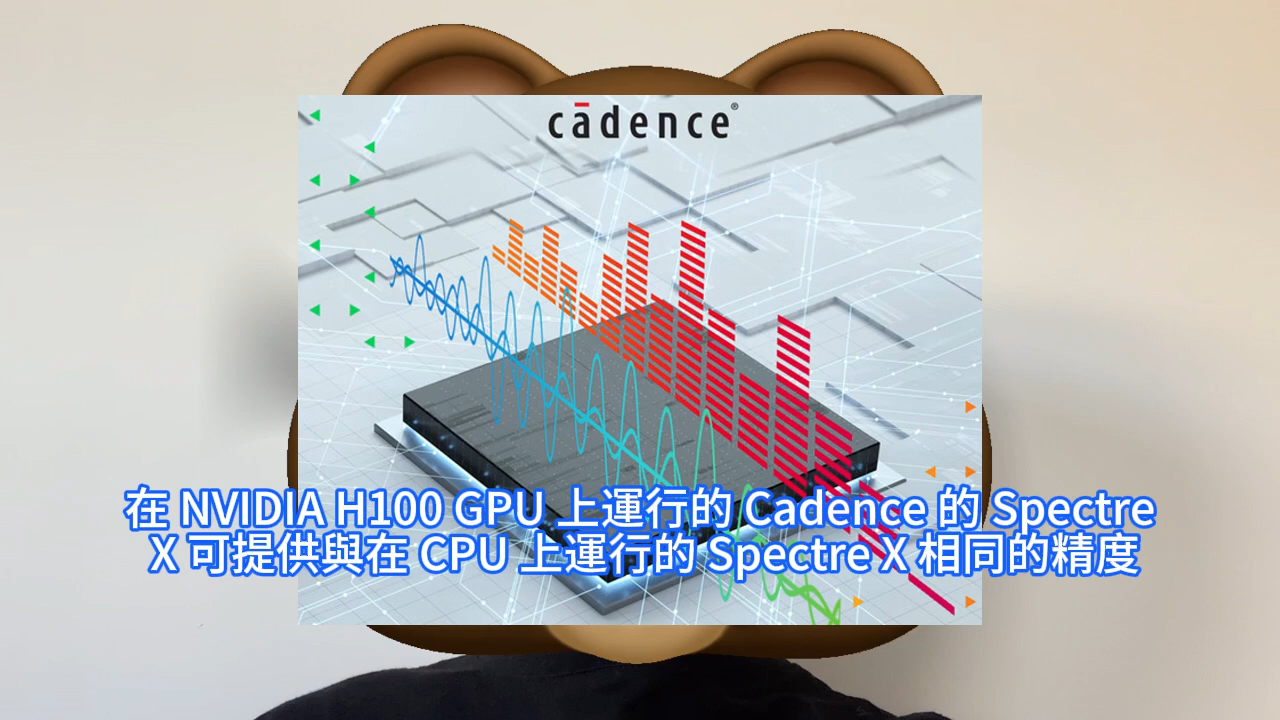 cādence®
在 NVIDIA H100 GPU 上運行的 Cadence 的 Spectre
X 可提供與在 CPU 上運行的 Spectre X 相同的精度